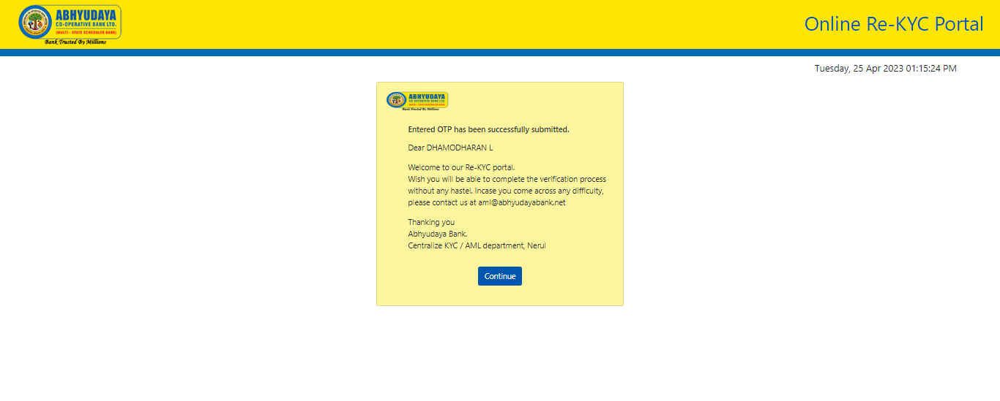 ABHYUDAYA
CO-OPERATIVE BANK LTD.
(MULTI - STATE SCHEDULED BANK)
Bank Trusted By Millions
Online Re-KYC Portal
Tuesday, 25 Apr 2023 01:15:24 PM
ABHYUDAYA
CO-OPERATIVE BANK LTD.
(MULTI - STATE SCHEDULED BANK)
Bank Trusted By Millions
Entered OTP has been successfully submitted.
Dear DHAMODHARAN L
Welcome to our Re-KYC portal.
Wish you will be able to complete the verification process
without any hastel. Incase you come across any difficulty,
please contact us at aml@abhyudayabank.net
Thanking you
Abhyudaya Bank.
Centralize KYC / AML department, Nerul
Continue